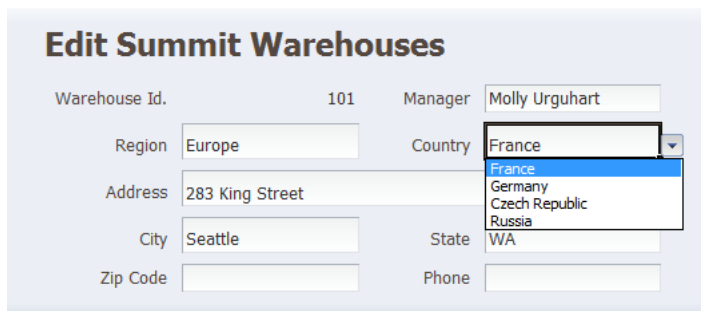 Edit Summit Warehouses
Warehouse Id. 101 Manager Molly Urguhart
Region Europe Country France
France
Germany
Czech Republic
Russia
Address 283 King Street
City Seattle State WA
Zip Code Phone